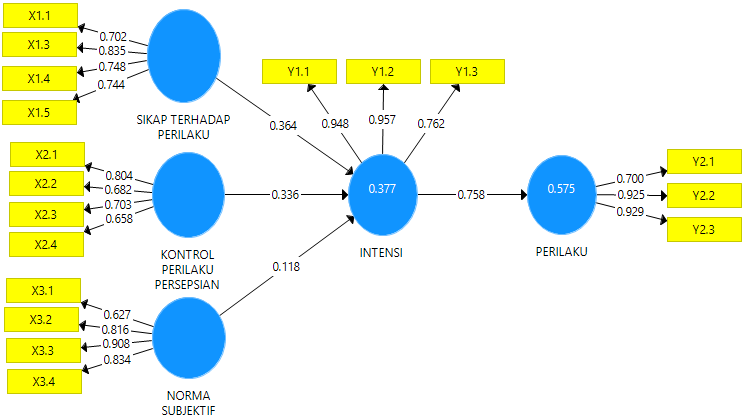 X1.1
X1.3
X1.4
X1.5
0.702
0.835
0.748
0.744
SIKAP TERHADAP
PERILAKU
X2.1
X2.2
X2.3
X2.4
0.804
0.682
0.703
0.658
KONTROL
PERILAKU
PERSEPSIAN
X3.1
X3.2
X3.3
X3.4
0.627
0.816
0.908
0.834
NORMA
SUBJEKTIF
0.364
0.336
0.118
Y1.1
Y1.2
Y1.3
0.948
0.957
0.762
0.377
INTENSI
0.758
0.575
PERILAKU
0.700
0.925
0.929
Y2.1
Y2.2
Y2.3